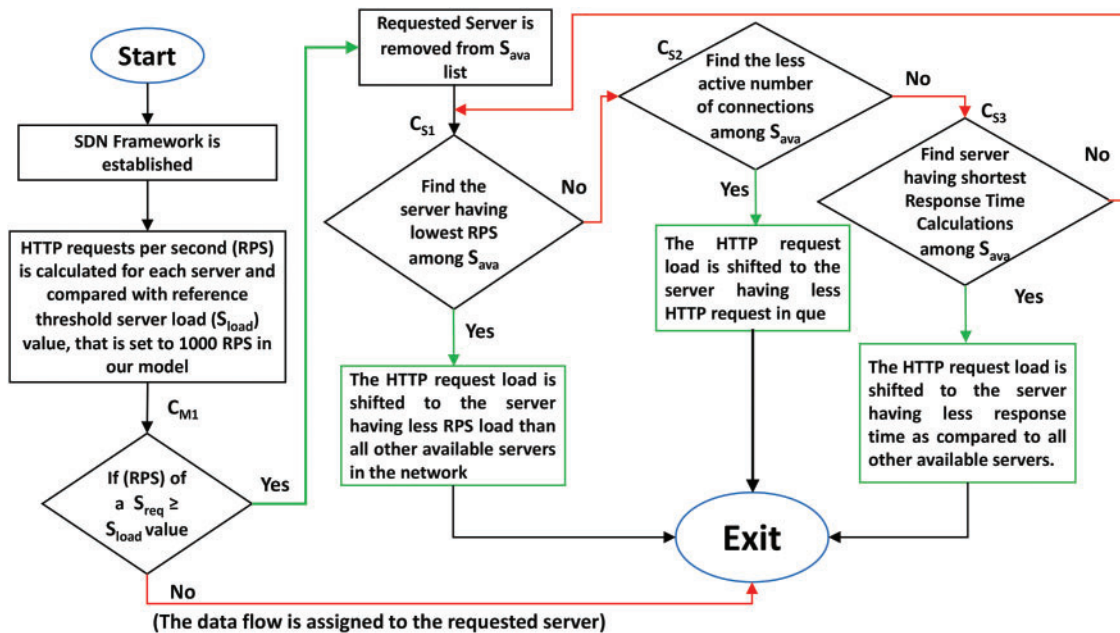 Start
SDN Framework is
established
HTTP requests per second (RPS)
is calculated for each server and
compared with reference
threshold server load (Sload)
value, that is set to 1000 RPS in
our model
CM1
If (RPS) of
a Sreq ≥
Sload value
Yes
No
(The data flow is assigned to the requested server)
Requested Server is
removed from Sava
list
CS1
Find the
server having
lowest RPS
among Sava
No
Yes
The HTTP request load is
shifted to the server
having less RPS load than
all other available servers
in the network
CS2
Find the less
active number
of connections
among Sava
No
Yes
The HTTP request
load is shifted to the
server having less
HTTP request in que
CS3
Find server
having shortest
Response Time
Calculations
among Sava
No
Yes
The HTTP request load is
shifted to the server
having less response
time as compared to all
other available servers.
Exit